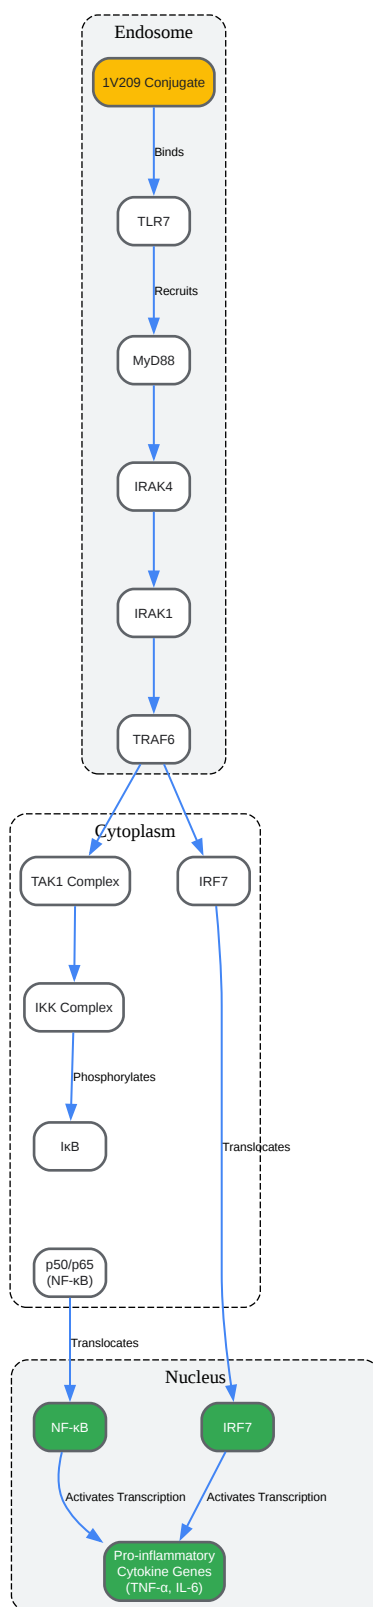 Endosome
1V209 Conjugate
Binds
TLR7
Recruits
MyD88
IRAK4
IRAK1
TRAF6
Cytoplasm
TAK1 Complex
IRF7
IKK Complex
Phosphorylates
IκB
Translocates
p50/p65
(NF-κB)
Translocates
Nucleus
NF-κB
IRF7
Activates Transcription
Activates Transcription
Pro-inflammatory
Cytokine Genes
(TNF-α, IL-6)